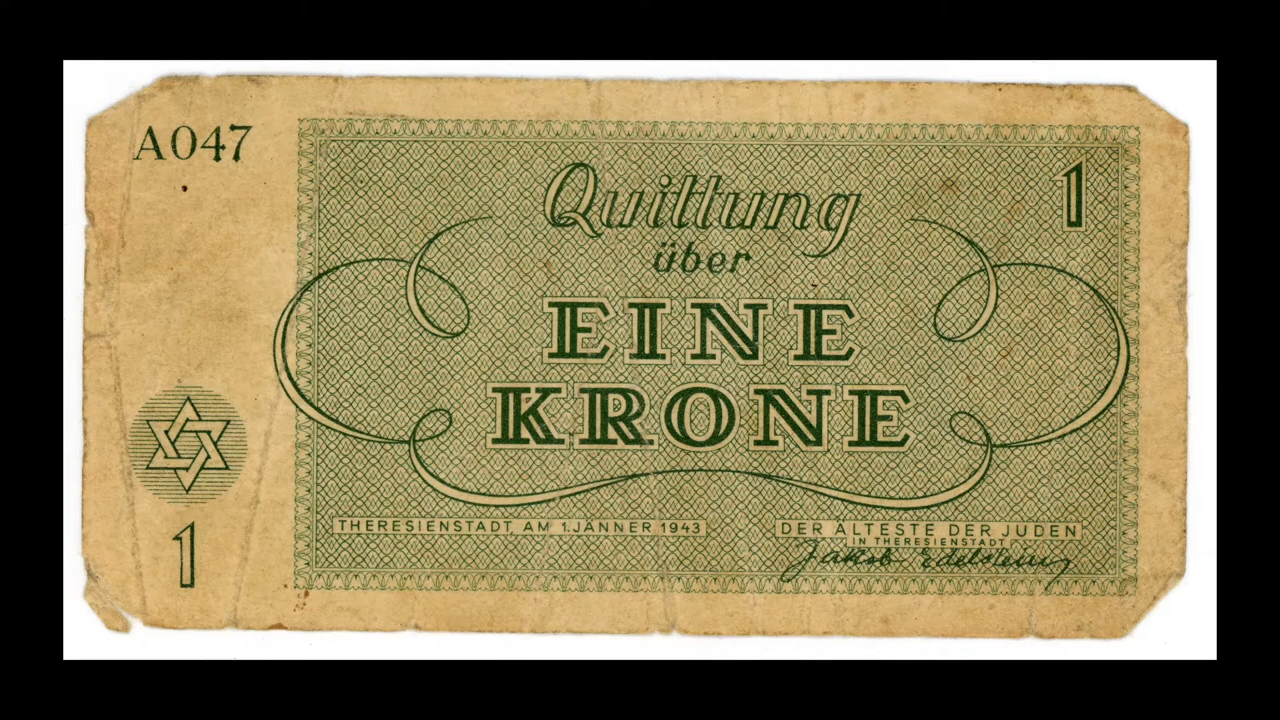 A047
1
Quittung
über
EINE
KRONE
THERESIENSTADT, AM 1. JÄNNER 1943
DER ÄLTESTE DER JUDEN
IN THERESIENSTADT
Jakob Edelstein
1